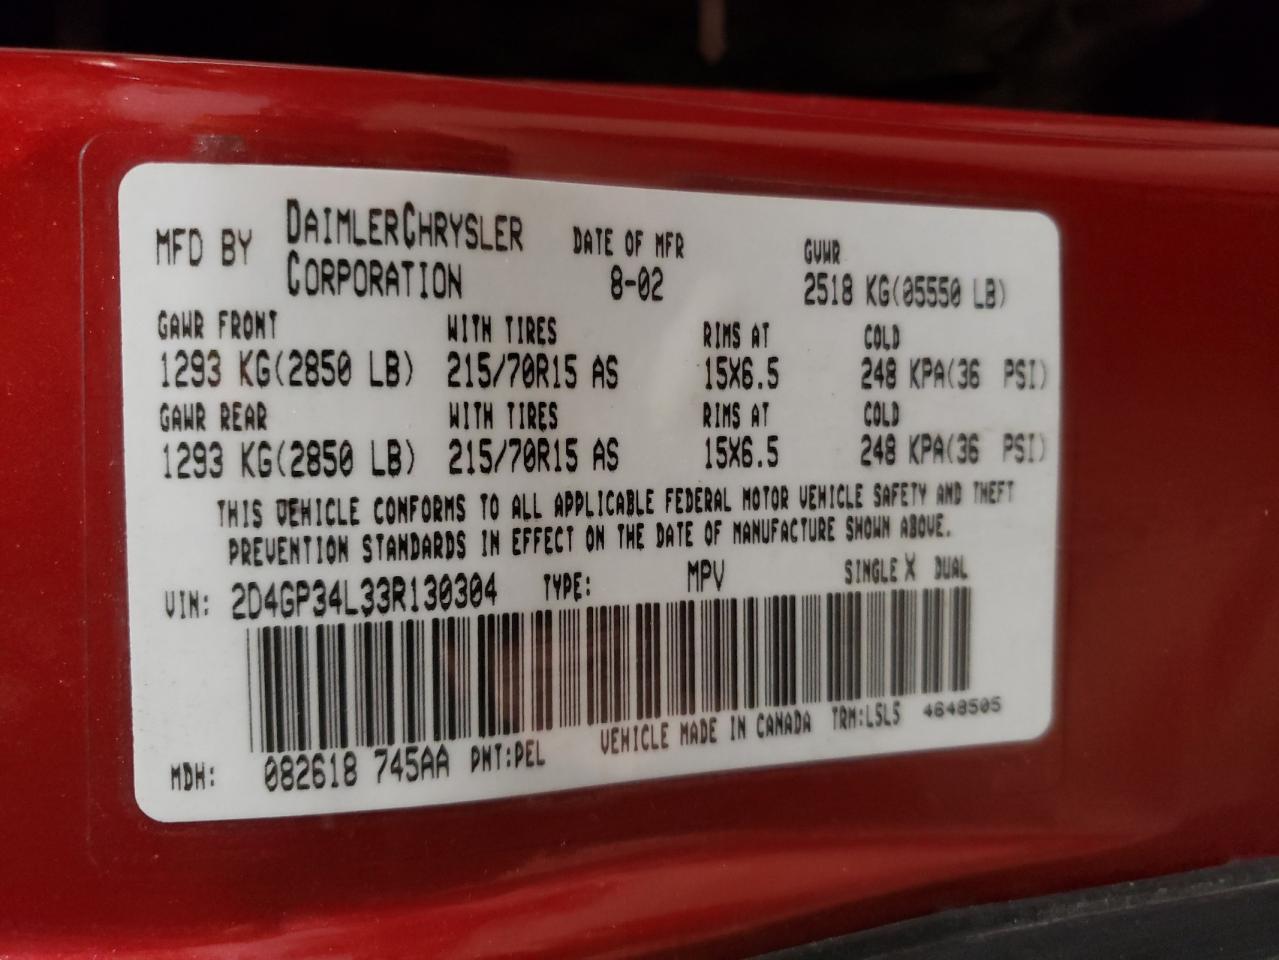 MFD BY DAIMLERCHRYSLER CORPORATION DATE OF MFR 8-02 GVWR 2518 KG(05550 LB)
GAWR FRONT WITH TIRES RIMS AT COLD
1293 KG(2850 LB) 215/70R15 AS 15X6.5 248 KPA(36 PSI)
GAWR REAR WITH TIRES RIMS AT COLD
1293 KG(2850 LB) 215/70R15 AS 15X6.5 248 KPA(36 PSI)
THIS VEHICLE CONFORMS TO ALL APPLICABLE FEDERAL MOTOR VEHICLE SAFETY AND THEFT
PREVENTION STANDARDS IN EFFECT ON THE DATE OF MANUFACTURE SHOWN ABOVE.
VIN: 2D4GP34L33R130304 TYPE: MPV SINGLE X DUAL
MDH: 082618 745AA PNT:PEL VEHICLE MADE IN CANADA TRM:L5L5 4648505